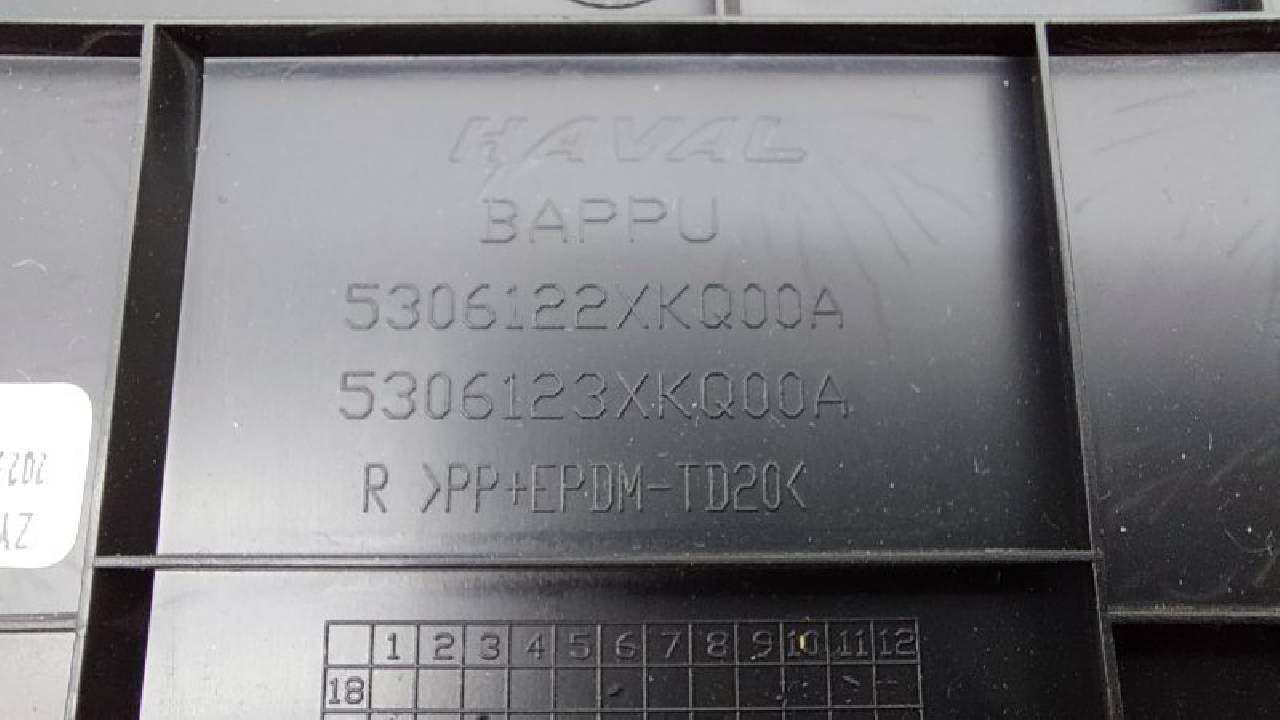 HAVAL
BAPPU
5306122XKQ00A
5306123XKQ00A
R >PP+EPDM-TD20<
1 2 3 4 5 6 7 8 9 10 11 12
18